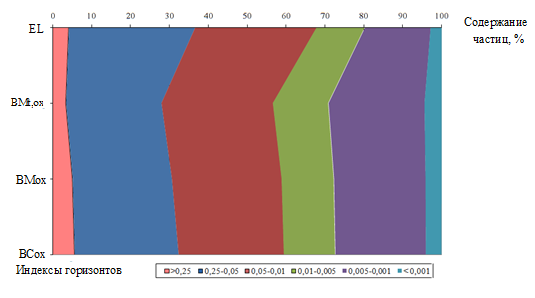 0 10 20 30 40 50 60 70 80 90 100
Содержание
частиц, %
EL
BMt,ox
BMox
BCox
Индексы горизонтов
>0,25 0,25-0,05 0,05-0,01 0,01-0,005 0,005-0,001 <0,001